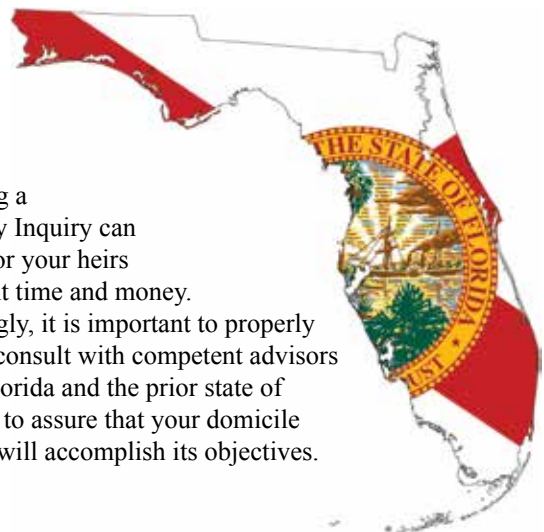 g a
y Inquiry can
or your heirs
t time and money.
gly, it is important to properly
consult with competent advisors
orida and the prior state of
to assure that your domicile
will accomplish its objectives.
THE STATE OF FLORIDA
UST